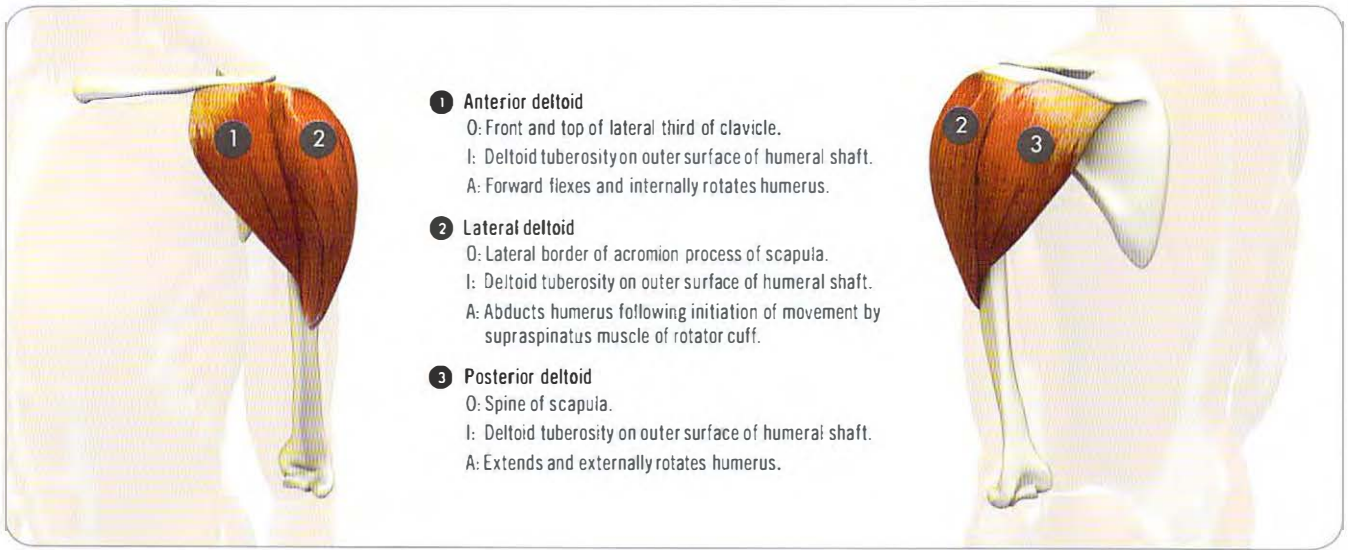 1 2
1 Anterior deltoid
O: Front and top of lateral third of clavicle.
I: Deltoid tuberosity on outer surface of humeral shaft.
A: Forward flexes and internally rotates humerus.
2 Lateral deltoid
O: Lateral border of acromion process of scapula.
I: Deltoid tuberosity on outer surface of humeral shaft.
A: Abducts humerus following initiation of movement by
supraspinatus muscle of rotator cuff.
3 Posterior deltoid
O: Spine of scapula.
I: Deltoid tuberosity on outer surface of humeral shaft.
A: Extends and externally rotates humerus.
2 3